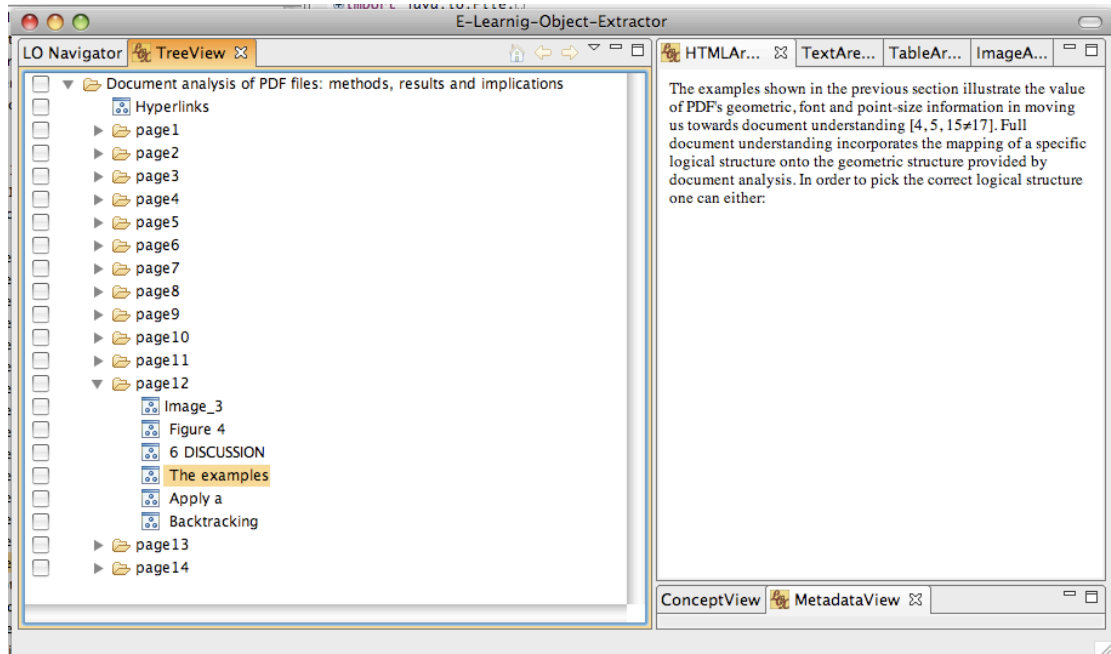 import java.io.File;
E-Learnig-Object-Extractor
LO Navigator TreeView
Document analysis of PDF files: methods, results and implications
Hyperlinks
page1
page2
page3
page4
page5
page6
page7
page8
page9
page10
page11
page12
Image_3
Figure 4
6 DISCUSSION
The examples
Apply a
Backtracking
page13
page14
HTMLAr... TextAre... TableAr... ImageA...
The examples shown in the previous section illustrate the value
of PDF's geometric, font and point-size information in moving
us towards document understanding [4, 5, 15≠17]. Full
document understanding incorporates the mapping of a specific
logical structure onto the geometric structure provided by
document analysis. In order to pick the correct logical structure
one can either:
ConceptView MetadataView